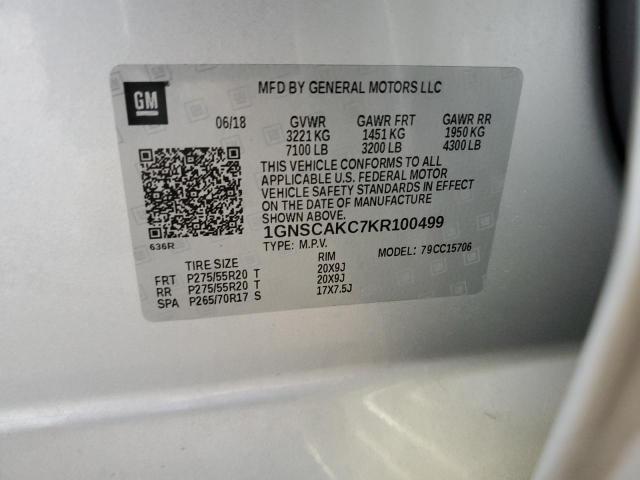 GM
MFD BY GENERAL MOTORS LLC
06/18 GVWR GAWR FRT GAWR RR
3221 KG 1451 KG 1950 KG
7100 LB 3200 LB 4300 LB
THIS VEHICLE CONFORMS TO ALL
APPLICABLE U.S. FEDERAL MOTOR
VEHICLE SAFETY STANDARDS IN EFFECT
ON THE DATE OF MANUFACTURE
SHOWN ABOVE.
636R
1GNSCAKC7KR100499
TYPE: M.P.V. MODEL: 79CC15706
TIRE SIZE RIM
FRT P275/55R20 T 20X9J
RR P275/55R20 T 20X9J
SPA P265/70R17 S 17X7.5J